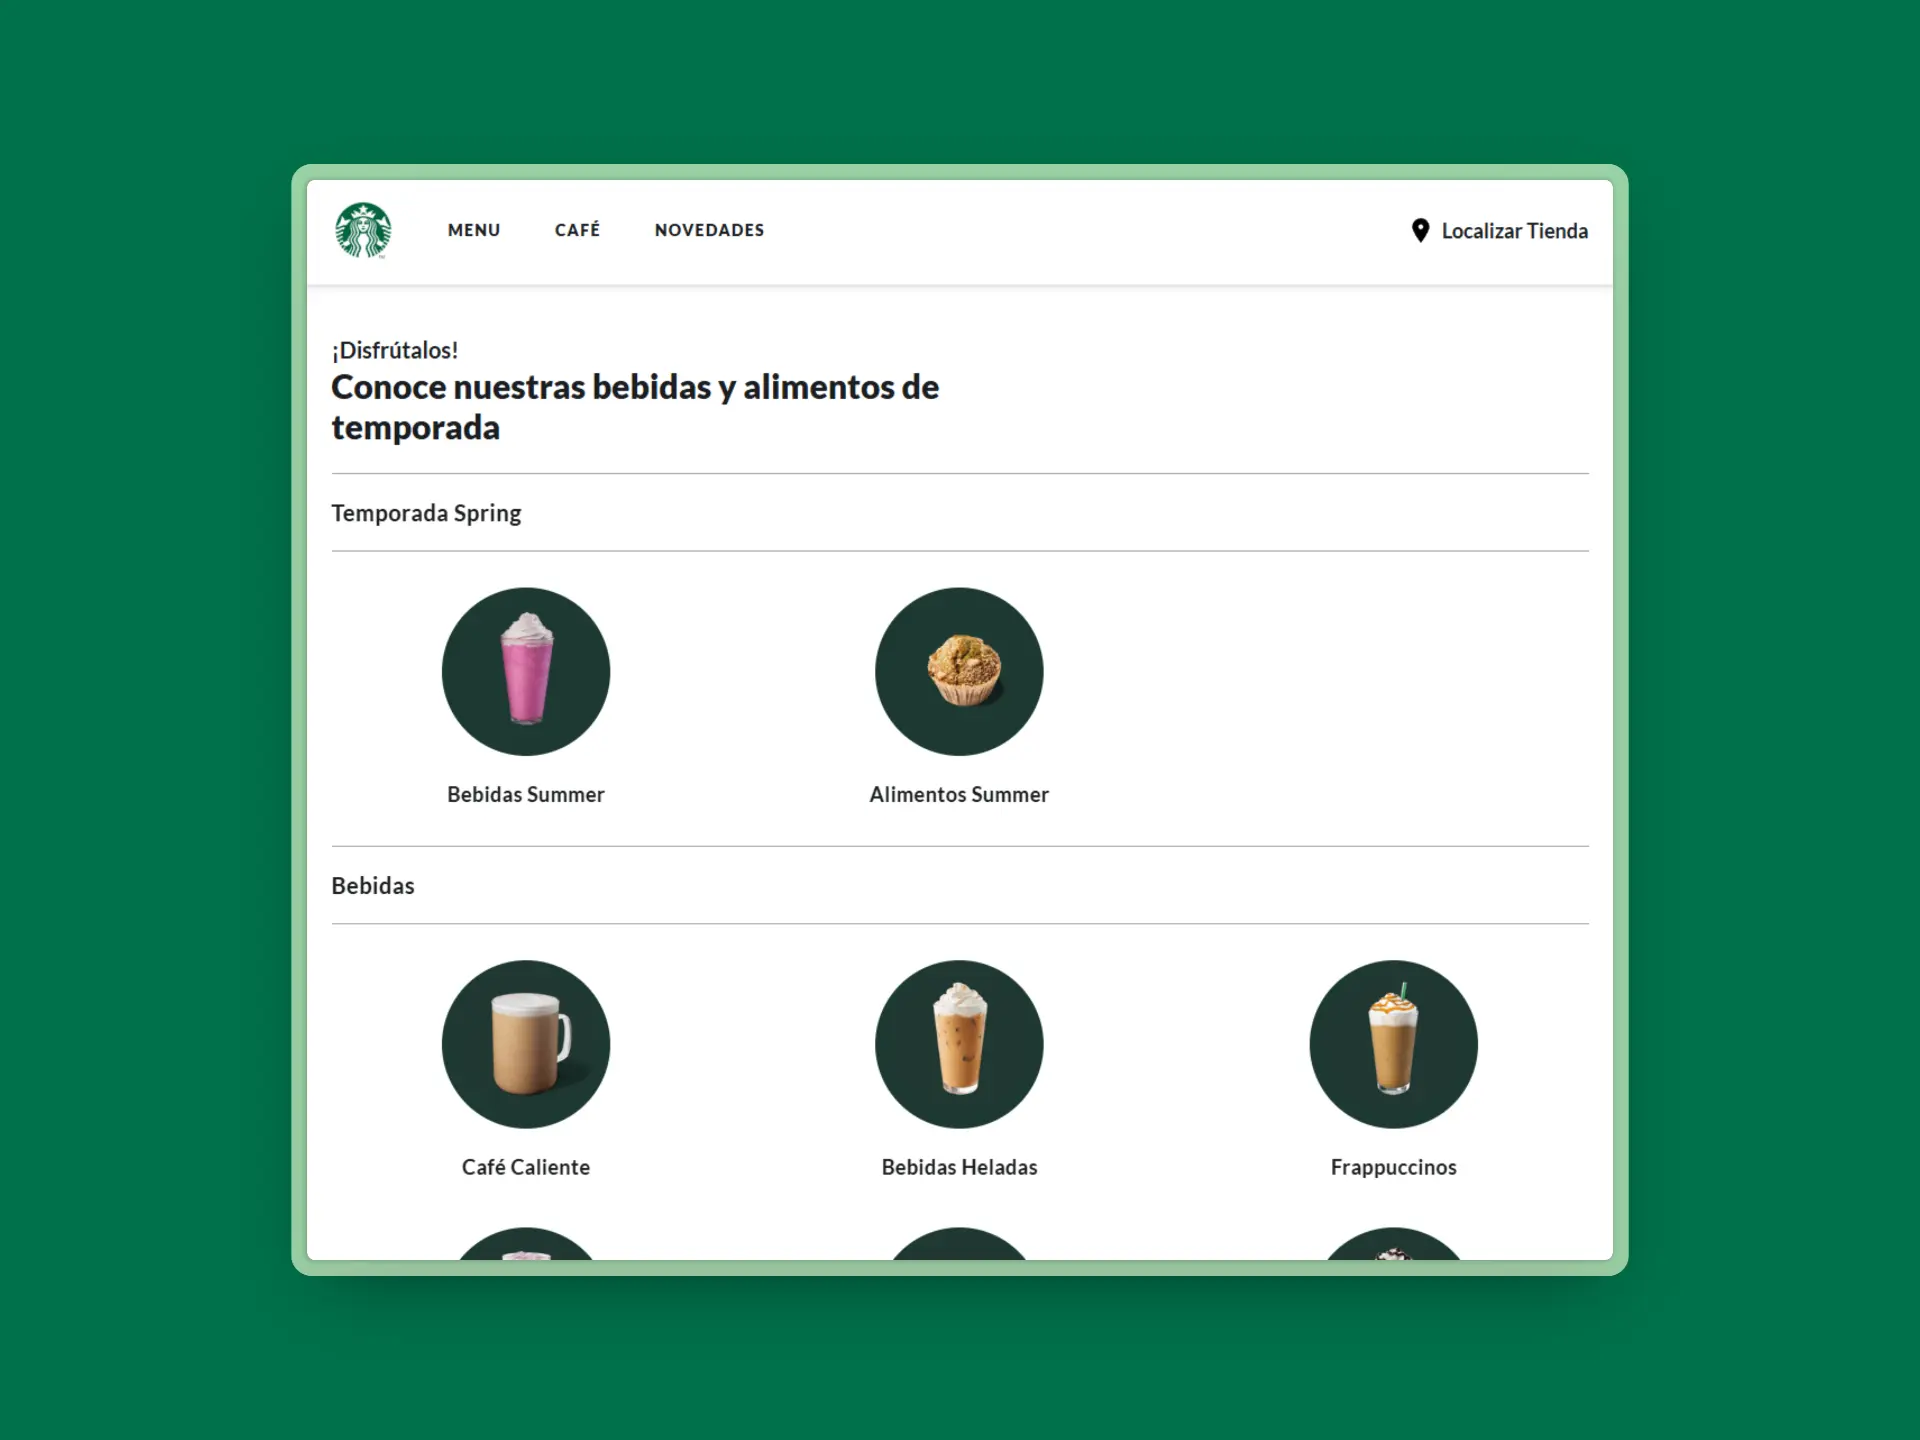 MENU CAFÉ NOVEDADES Localizar Tienda
¡Disfrútalos!
Conoce nuestras bebidas y alimentos de
temporada
Temporada Spring
Bebidas Summer Alimentos Summer
Bebidas
Café Caliente Bebidas Heladas Frappuccinos